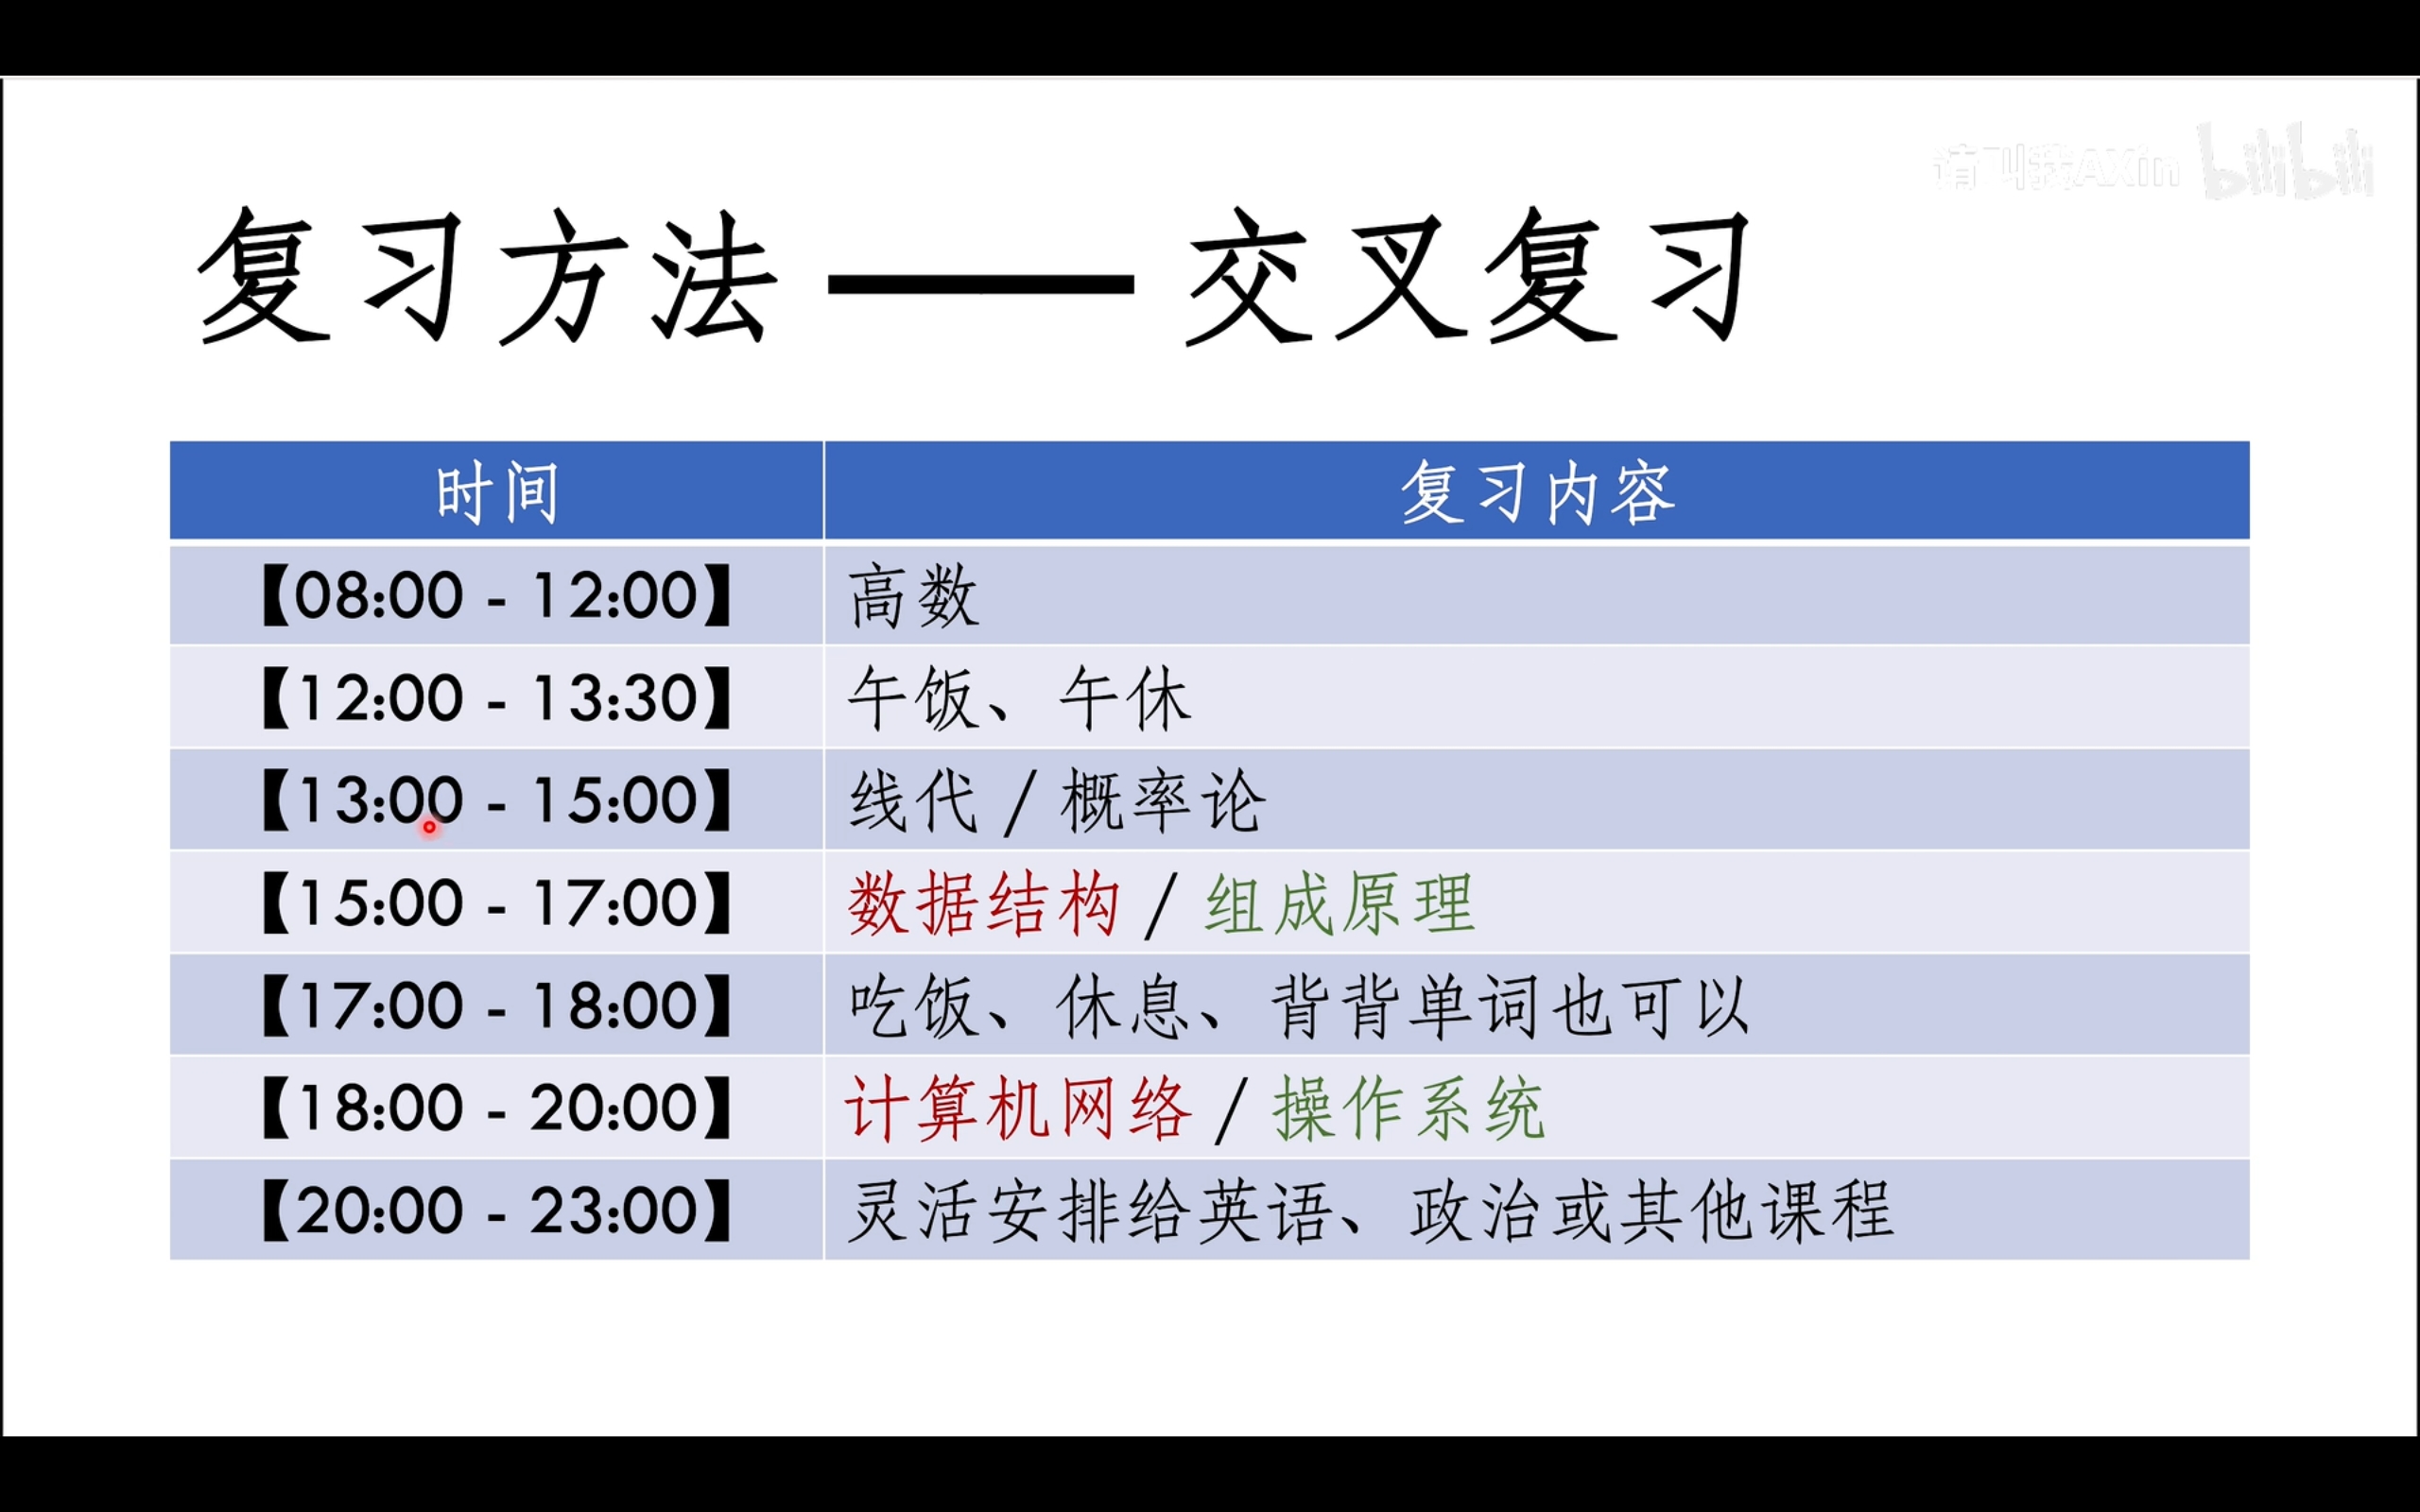 请叫我AXin bilibili
复习方法——交叉复习
时间 复习内容
【08:00 - 12:00】 高数
【12:00 - 13:30】 午饭、午休
【13:00 - 15:00】 线代 / 概率论
【15:00 - 17:00】 数据结构 / 组成原理
【17:00 - 18:00】 吃饭、休息、背背单词也可以
【18:00 - 20:00】 计算机网络 / 操作系统
【20:00 - 23:00】 灵活安排给英语、政治或其他课程